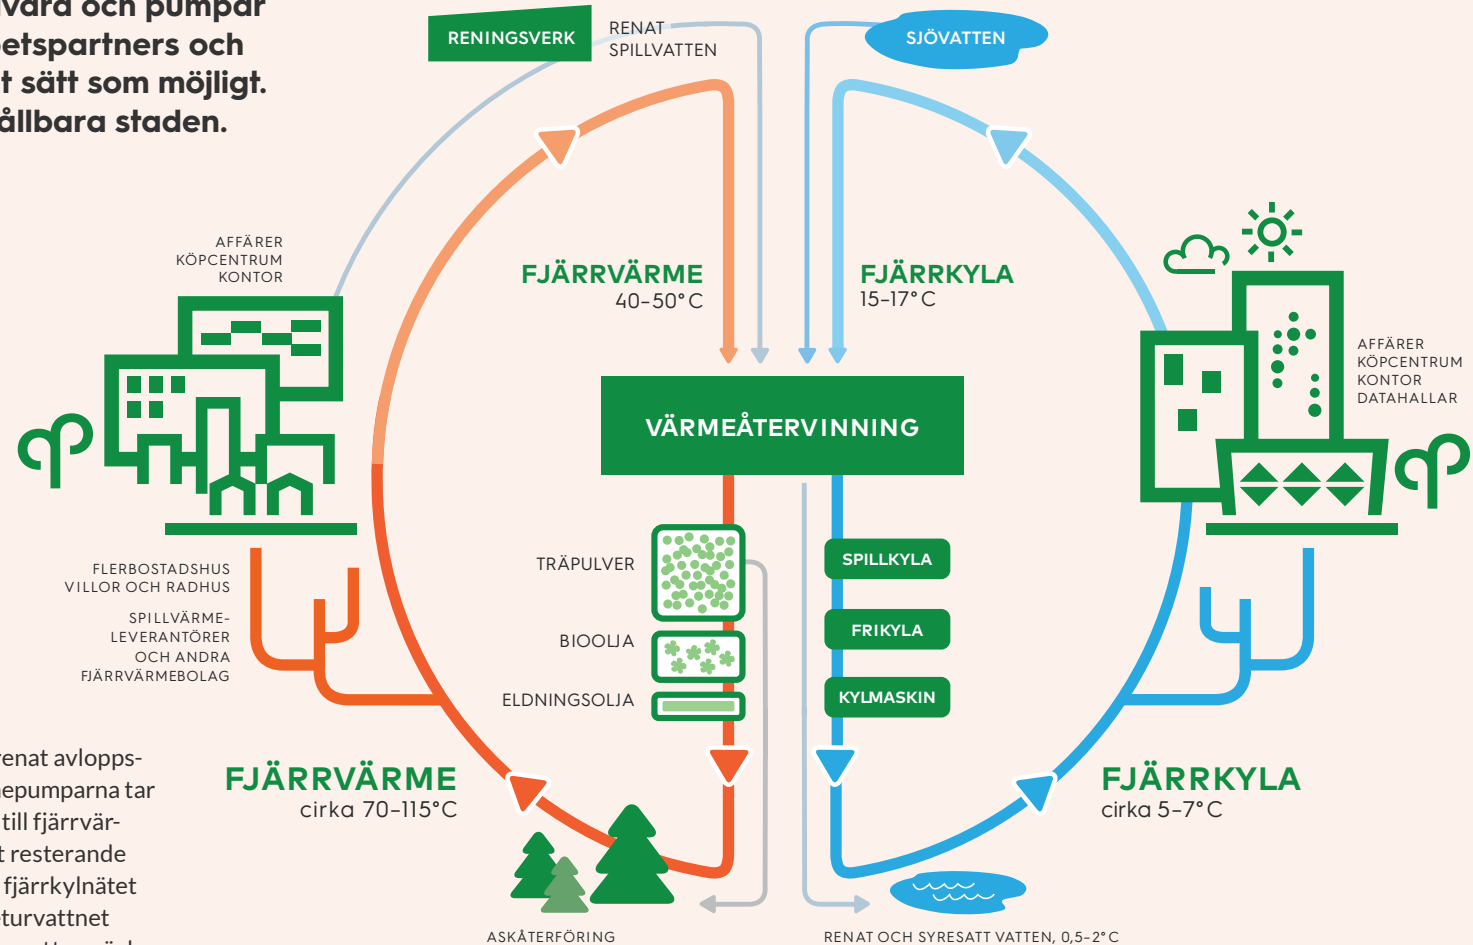 och pumpar
etspartners och
t sätt som möjligt.
ållbara staden.
RENINGSVERK
RENAT
SPILLVATTEN
SJÖVATTEN
AFFÄRER
KÖPCENTRUM
KONTOR
FJÄRRVÄRME
40–50°C
FJÄRRKYLA
15–17°C
AFFÄRER
KÖPCENTRUM
KONTOR
DATAHALLAR
VÄRMEÅTERVINNING
FLERBOSTADSHUS
VILLOR OCH RADHUS
SPILLVÄRME-
LEVERANTÖRER
OCH ANDRA
FJÄRRVÄRMEBOLAG
TRÄPULVER
BIOOLJA
ELDNINGSOLJA
SPILLKYLA
FRIKYLA
KYLMASKIN
FJÄRRVÄRME
cirka 70–115°C
FJÄRRKYLA
cirka 5–7°C
renat avlopps-
epumparna tar
till fjärrvär-
t resterande
fjärrkylnätet
turvattnet
ASKÅTERFÖRING
RENAT OCH SYRESATT VATTEN, 0,5–2°C